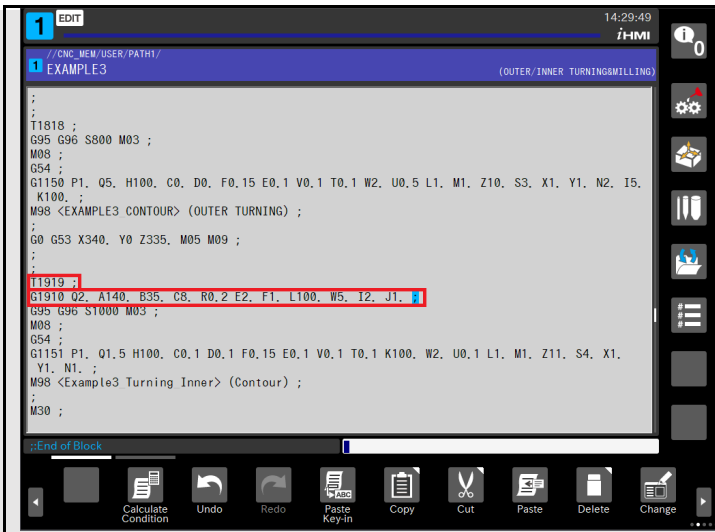 1 EDIT
14:29:49
iHMI
//CNC_MEM/USER/PATH1/
1 EXAMPLE3
(OUTER/INNER TURNING&MILLING)
;
;
T1818 ;
G95 G96 S800 M03 ;
M08 ;
G54 ;
G1150 P1. Q5. H100. C0. D0. F0.15 E0.1 V0.1 T0.1 W2. U0.5 L1. M1. Z10. S3. X1. Y1. N2. I5.
K100. ;
M98 <EXAMPLE3_CONTOUR> (OUTER TURNING) ;
;
G0 G53 X340. Y0 Z335. M05 M09 ;
;
;
T1919 ;
G1910 Q2. A140. B35. C8. R0.2 E2. F1. L100. W5. I2. J1. ;
G95 G96 S1000 M03 ;
M08 ;
G54 ;
G1151 P1. Q1.5 H100. C0.1 D0.1 F0.15 E0.1 V0.1 T0.1 K100. W2. U0.1 L1. M1. Z11. S4. X1.
Y1. N1. ;
M98 <Example3_Turning_Inner> (Contour) ;
;
M30 ;
;:End of Block
Calculate Condition
Undo
Redo
ABC
Paste Key-in
Copy
Cut
Paste
Delete
Change
i 0
#
#
#